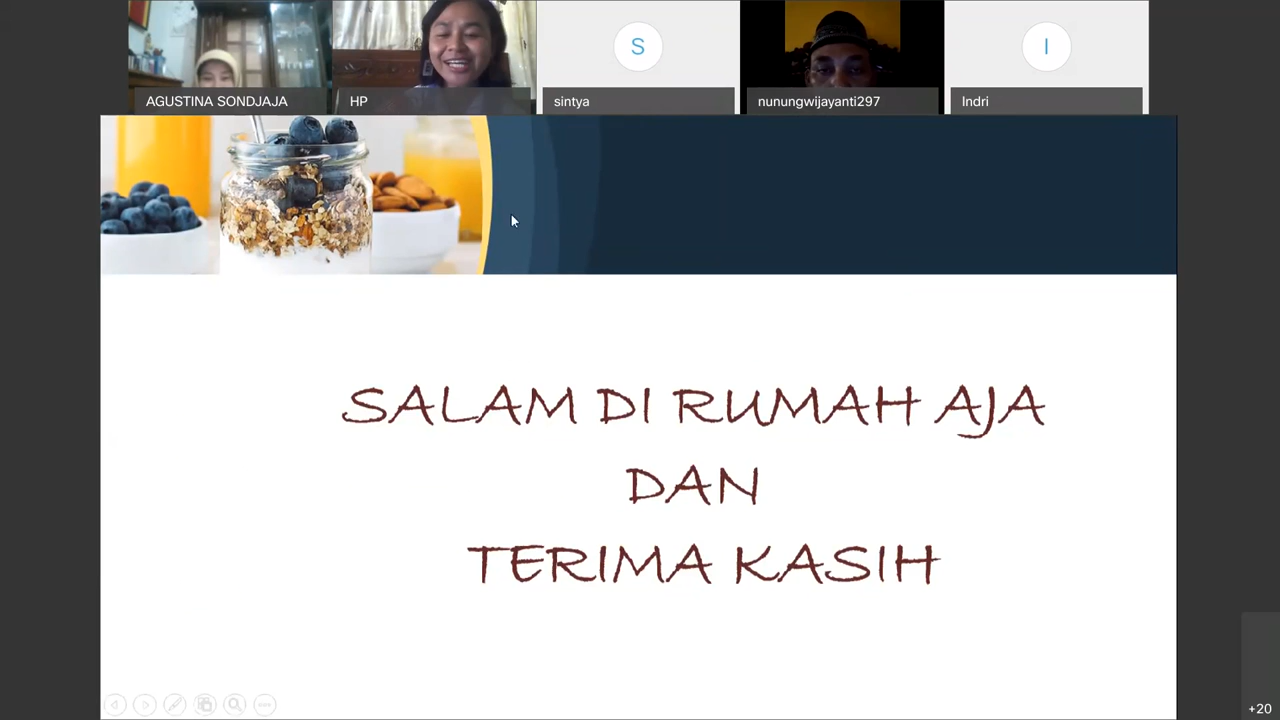 AGUSTINA SONDJAJA
HP
S
sintya
nunungwijayanti297
I
Indri
SALAM DI RUMAH AJA
DAN
TERIMA KASIH
+20